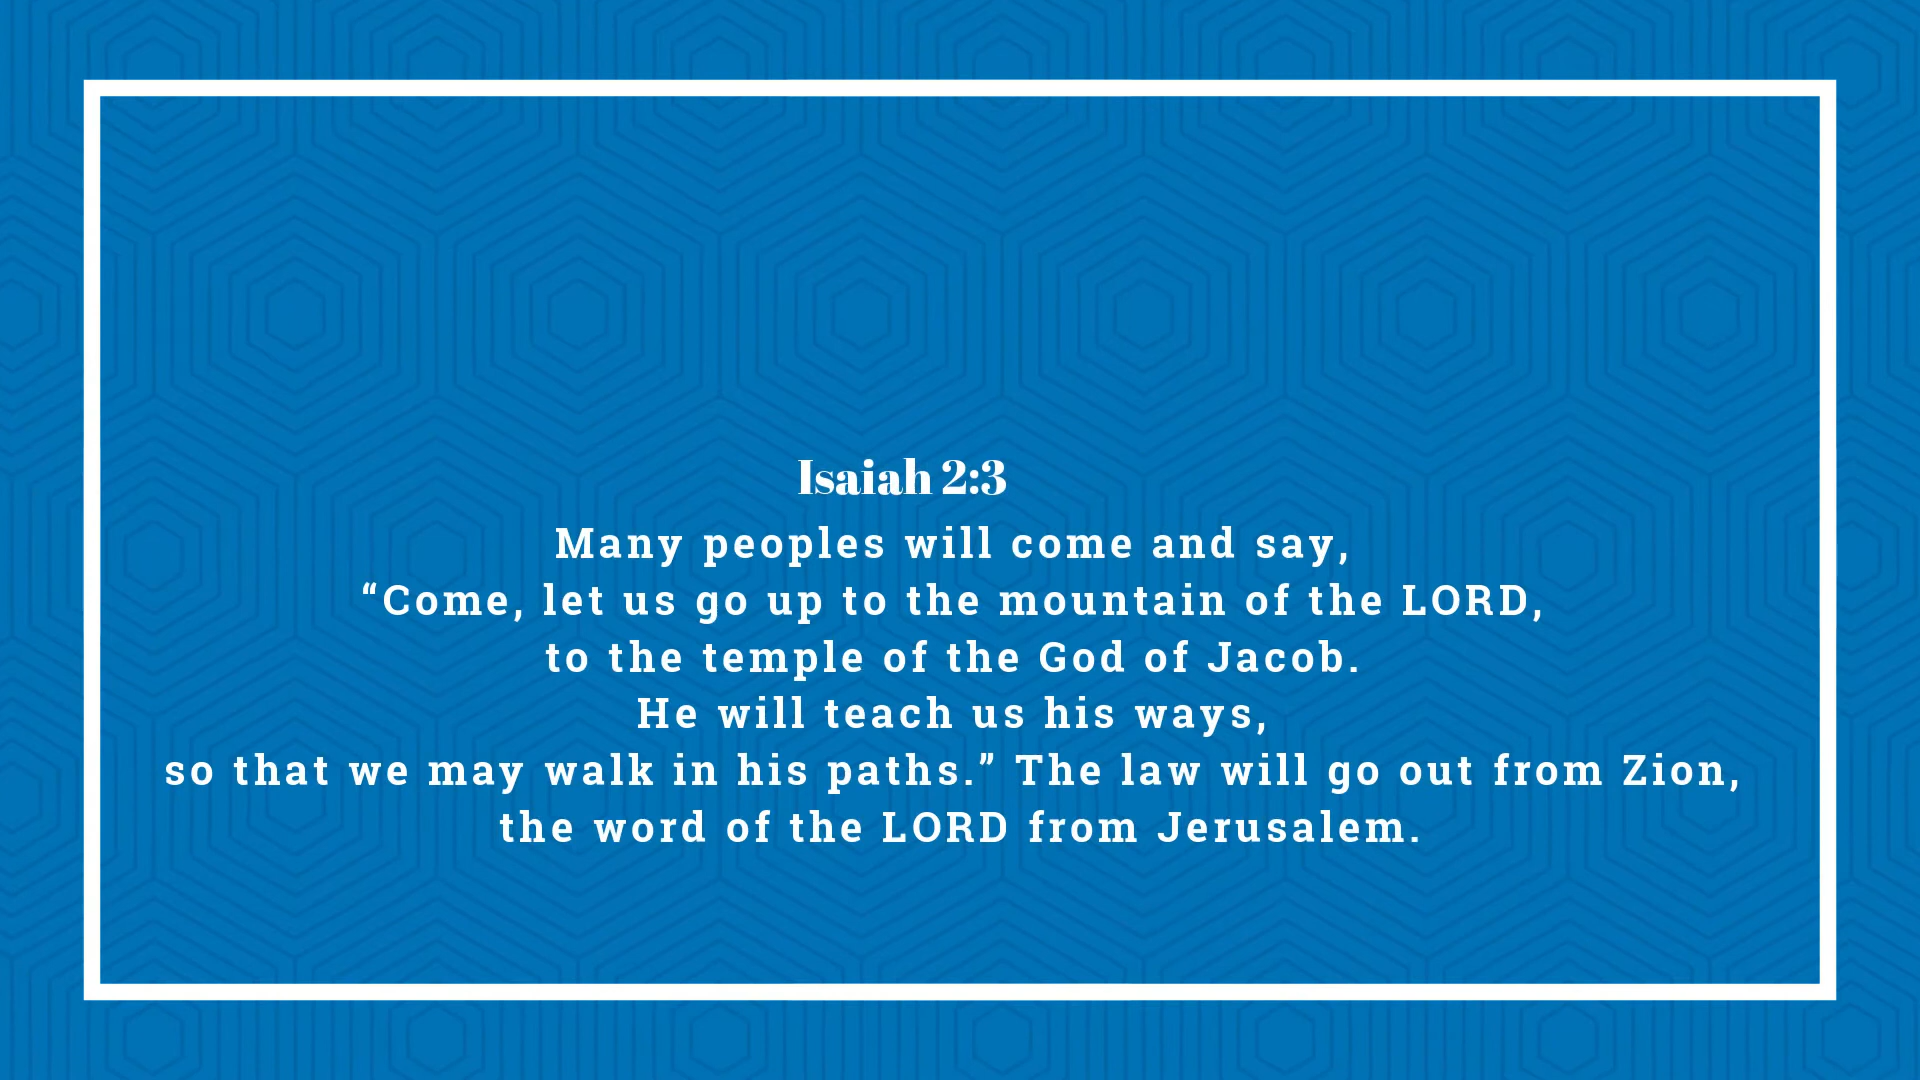 Isaiah 2:3
Many peoples will come and say,
“Come, let us go up to the mountain of the LORD,
to the temple of the God of Jacob.
He will teach us his ways,
so that we may walk in his paths.” The law will go out from Zion,
the word of the LORD from Jerusalem.